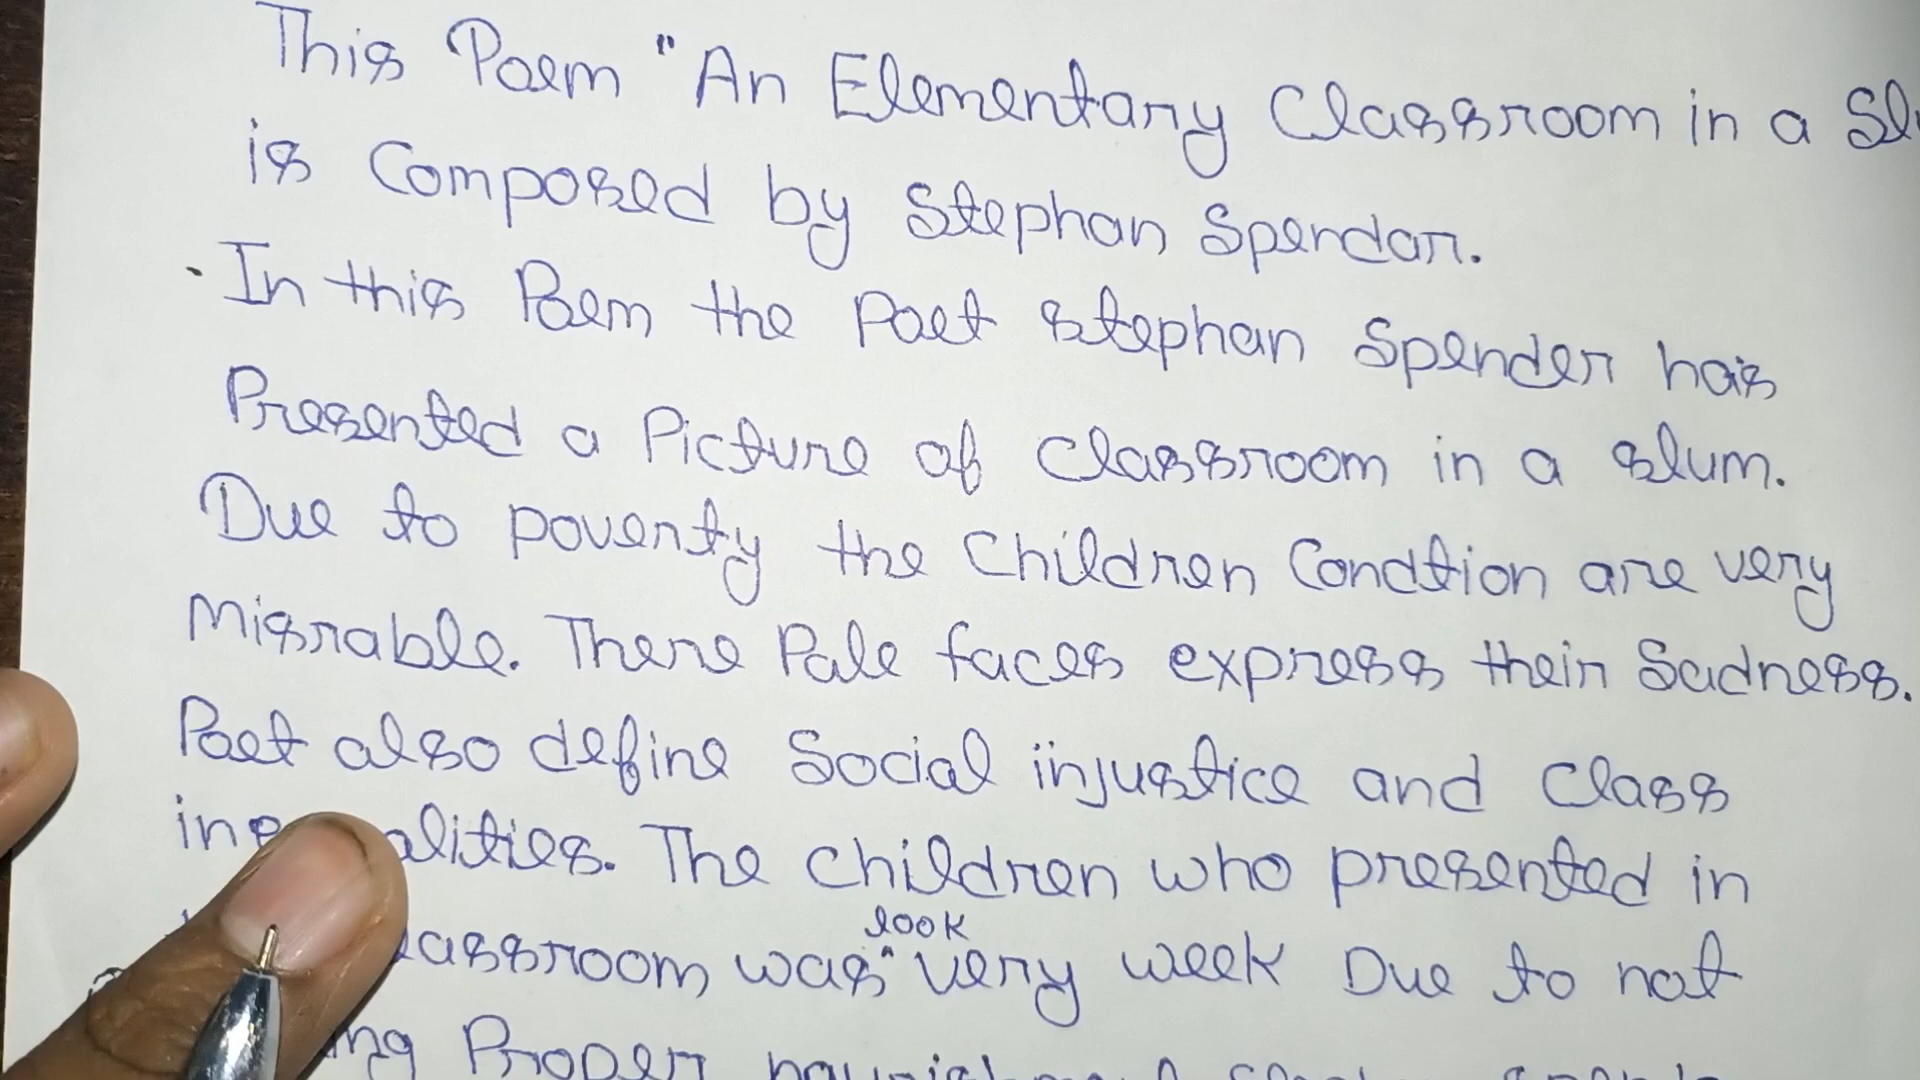 This Poem "An Elementary Classroom in a
is Composed by Stephan Spendar.
In this Poem the Poet Stephan Spender has
Presented a Picture of Classroom in a slum.
Due to poverty the Children Condtion are very
Misrable. There Pale faces express their Sadness.
Poet also define Social injustice and Class
The children who presented in
look
was very week Due to not
Proper